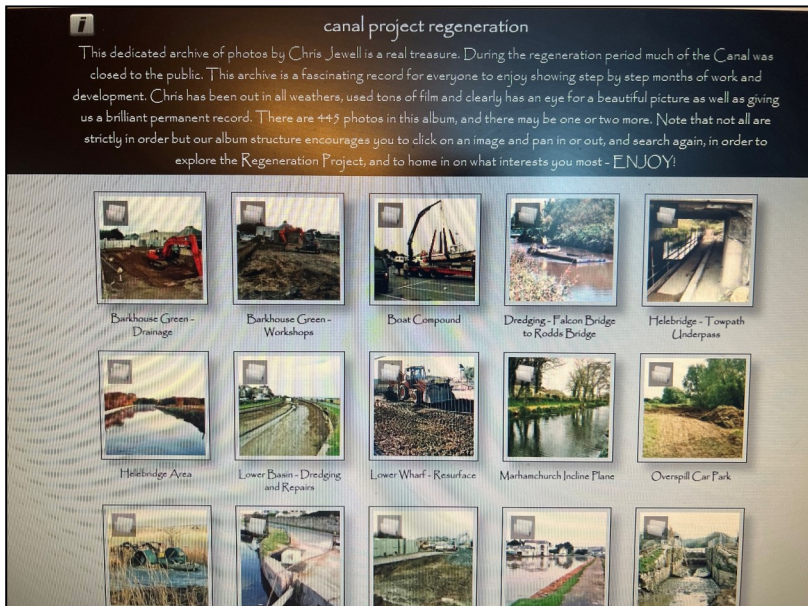 i
canal project regeneration
This dedicated archive of photos by Chris Jewell is a real treasure. During the regeneration period much of the Canal was
closed to the public. This archive is a fascinating record for everyone to enjoy showing step by step months of work and
development. Chris has been out in all weathers, used tons of film and clearly has an eye for a beautiful picture as well as giving
us a brilliant permanent record. There are 445 photos in this album, and there may be one or two more. Note that not all are
strictly in order but our album structure encourages you to click on an image and pan in or out, and search again, in order to
explore the Regeneration Project, and to home in on what interests you most - ENJOY!
Barkhouse Green -
Drainage
Barkhouse Green -
Workshops
Boat Compound
Dredging - Falcon Bridge
to Rodds Bridge
Helebridge - Towpath
Underpass
Helebridge Area
Lower Basin - Dredging
and Repairs
Lower Wharf - Resurface
Marhamchurch Incline Plane
Overspill Car Park